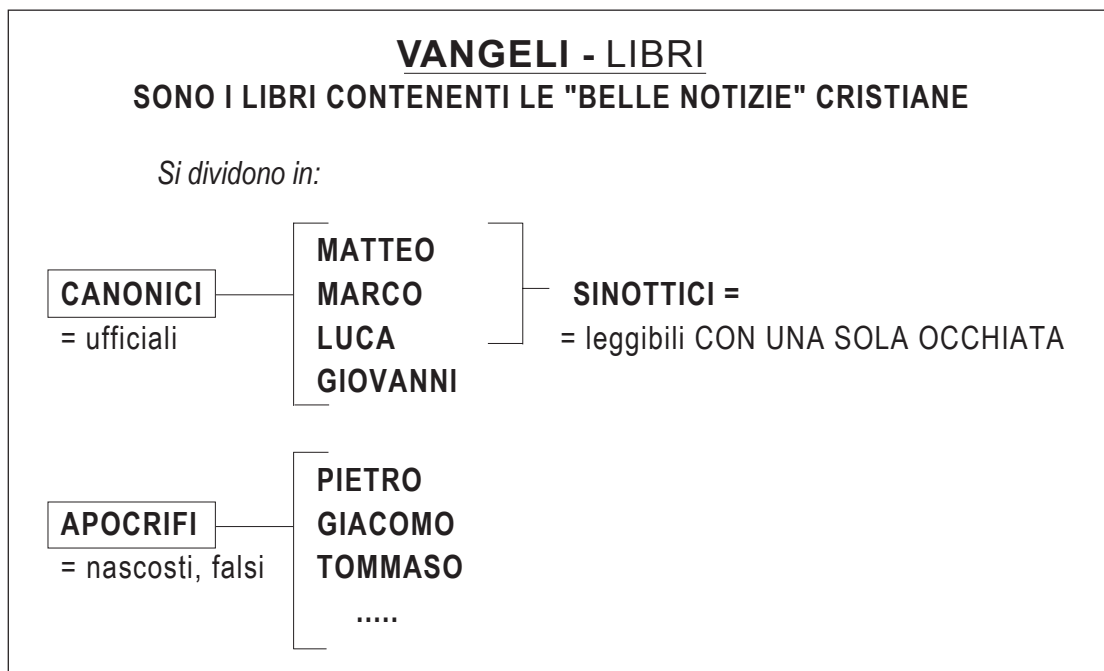 VANGELI - LIBRI
SONO I LIBRI CONTENENTI LE "BELLE NOTIZIE" CRISTIANE
Si dividono in:
CANONICI
= ufficiali
MATTEO
MARCO
LUCA
GIOVANNI
SINOTTICI =
= leggibili CON UNA SOLA OCCHIATA
APOCRIFI
= nascosti, falsi
PIETRO
GIACOMO
TOMMASO
.....